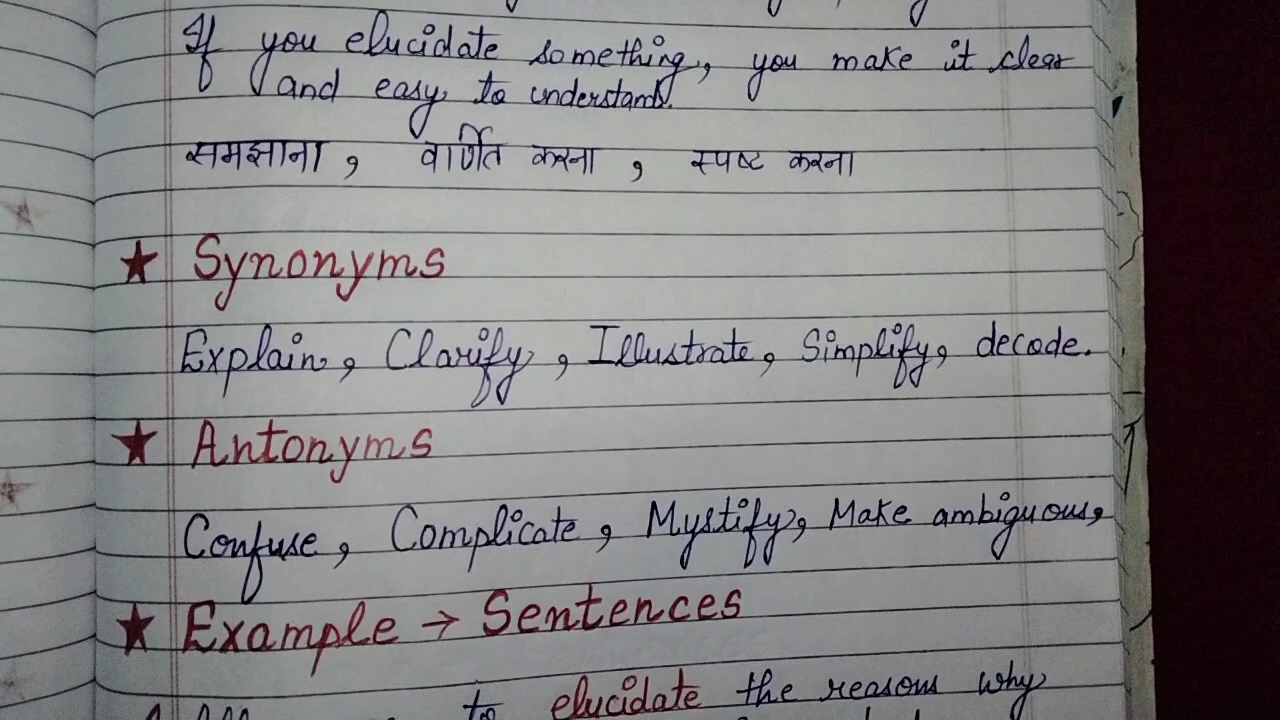 If you elucidate something, you make it clear
and easy to understand.
समझाना, वार्णित करना, स्पष्ट करना
★ Synonyms
Explain, Clarify, Illustrate, Simplify, decode.
★ Antonyms
Confuse, Complicate, Mystify, Make ambiguous,
★ Example → Sentences
to elucidate the reasons why